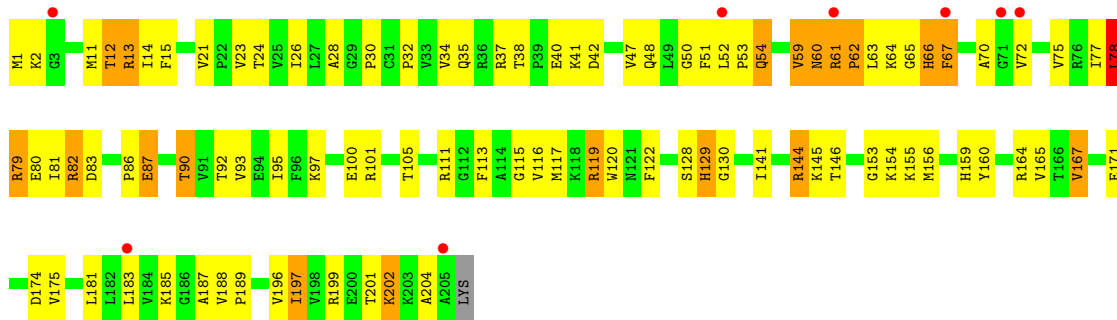 M1 K2 G3 M11 T12 R13 I14 F15 V21 P22 V23 T24 V25 I26 L27 A28 G29 P30 C31 P32 V33 V34 Q35 R36 R37 T38 P39 E40 K41 D42 V47 Q48 L49 G50 F51 L52 P53 Q54 V59 N60 R61 P62 L63 K64 G65 H66 F67 A70 G71 V72 V75 R76 I77 L78
R79 E80 I81 R82 D83 P86 E87 T90 V91 T92 V93 E94 I95 F96 K97 E100 R101 T105 R111 G112 F113 A114 G115 V116 M117 K118 R119 W120 N121 F122 S128 H129 G130 I141 R144 K145 T146 G153 K154 K155 M156 H159 Y160 R164 V165 T166 V167 E171
D174 V175 L181 L182 L183 V184 K185 G186 A187 V188 P189 V196 I197 V198 R199 E200 T201 K202 K203 A204 A205 LYS